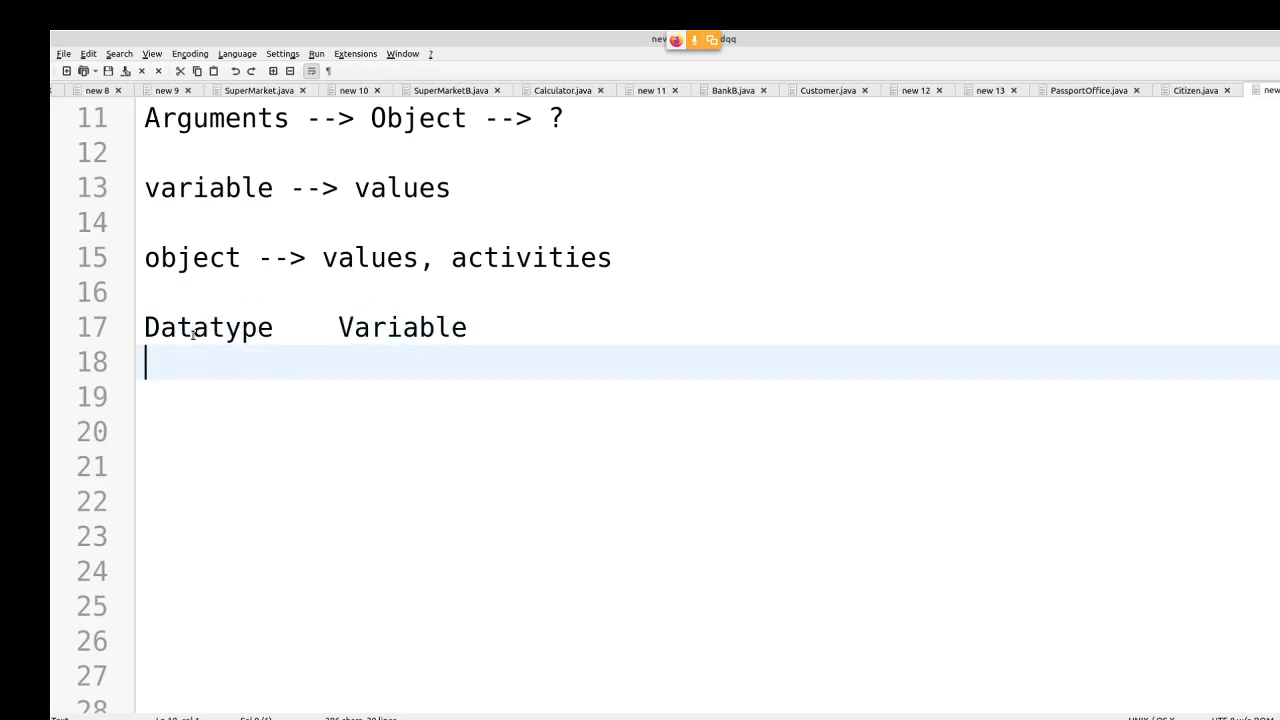 new dqq
File Edit Search View Encoding Language Settings Run Extensions Window ?
new 8 new 9 SuperMarket.java new 10 SuperMarketB.java Calculator.java new 11 BankB.java Customer.java new 12 new 13 PassportOffice.java Citizen.java new
11 Arguments --> Object --> ?
12
13 variable --> values
14
15 object --> values, activities
16
17 Datatype Variable
18
19
20
21
22
23
24
25
26
27
28